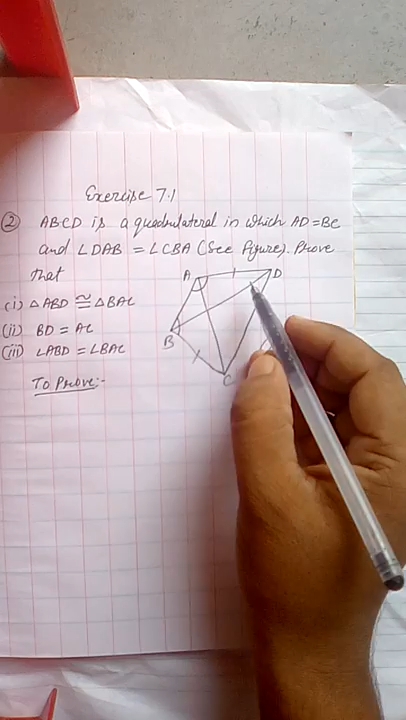 Exercise 7.1
② ABCD is a quadrilateral in which AD = BC
and ∠DAB = ∠CBA (See figure). Prove
that
A D
(i) △ABD ≅ △BAC
(ii) BD = AC
B
(iii) ∠ABD = ∠BAC
C
To Prove:-